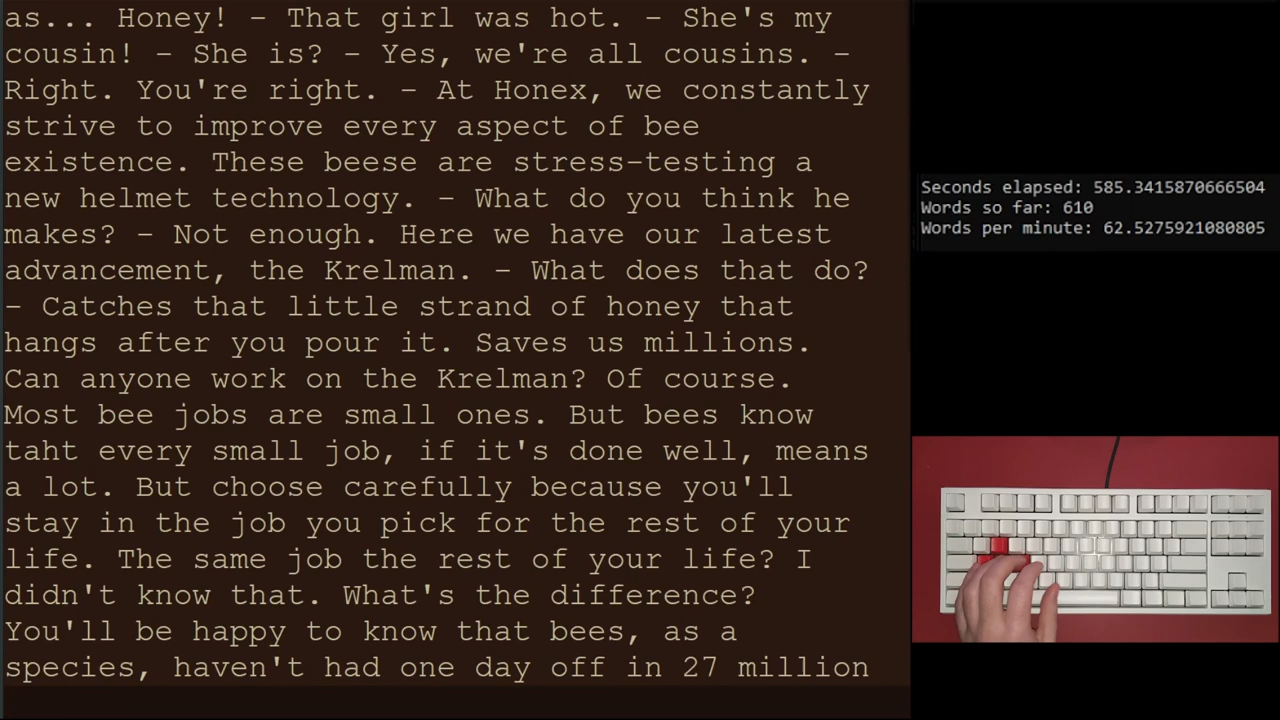 as... Honey! - That girl was hot. - She's my
cousin! - She is? - Yes, we're all cousins. -
Right. You're right. - At Honex, we constantly
strive to improve every aspect of bee
existence. These beese are stress-testing a
new helmet technology. - What do you think he
makes? - Not enough. Here we have our latest
advancement, the Krelman. - What does that do?
- Catches that little strand of honey that
hangs after you pour it. Saves us millions.
Can anyone work on the Krelman? Of course.
Most bee jobs are small ones. But bees know
taht every small job, if it's done well, means
a lot. But choose carefully because you'll
stay in the job you pick for the rest of your
life. The same job the rest of your life? I
didn't know that. What's the difference?
You'll be happy to know that bees, as a
species, haven't had one day off in 27 million
Seconds elapsed: 585.3415870666504
Words so far: 610
Words per minute: 62.5275921080805